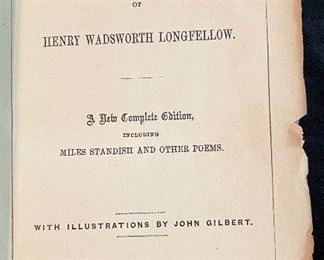 OF
HENRY WADSWORTH LONGFELLOW.
A New Complete Edition,
INCLUDING
MILES STANDISH AND OTHER POEMS.
WITH ILLUSTRATIONS BY JOHN GILBERT.